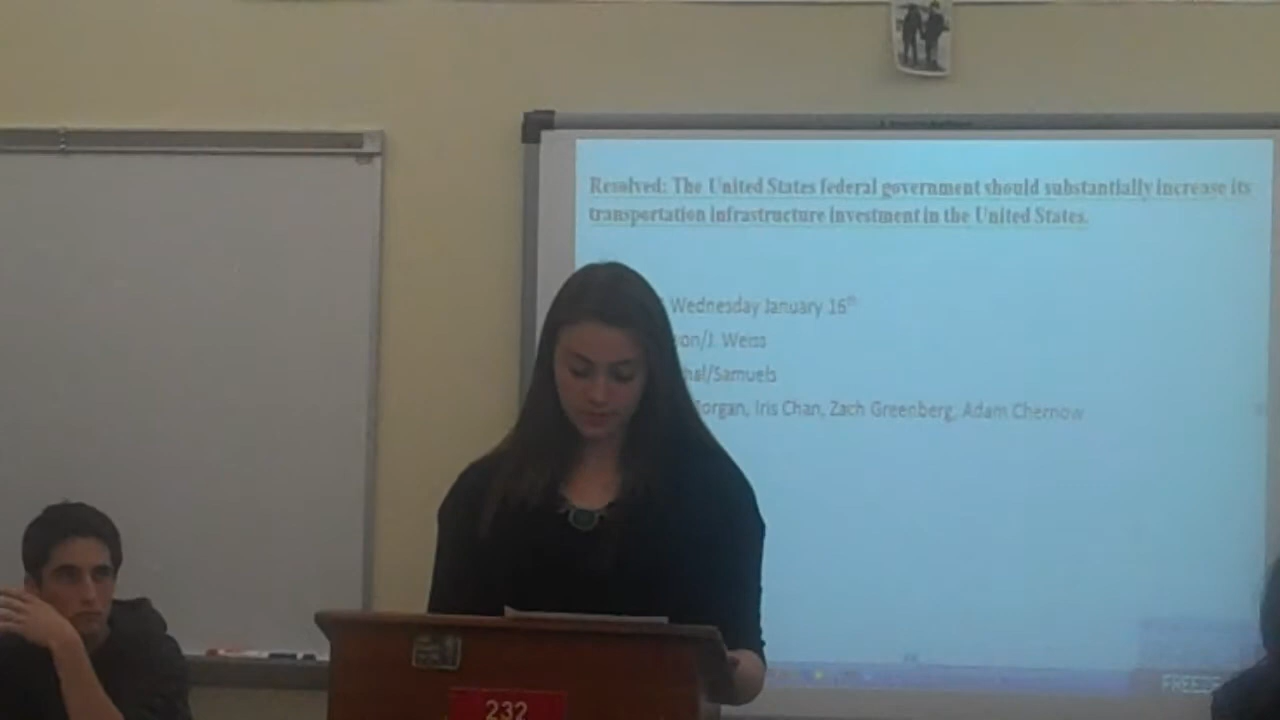 Resolved: The United States federal government should substantially increase its
transportation infrastructure investment in the United States.
Wednesday January 16th
on/J. Weiss
hal/Samuels
organ, Iris Chan, Zach Greenberg, Adam Chernow
FREEZE
232